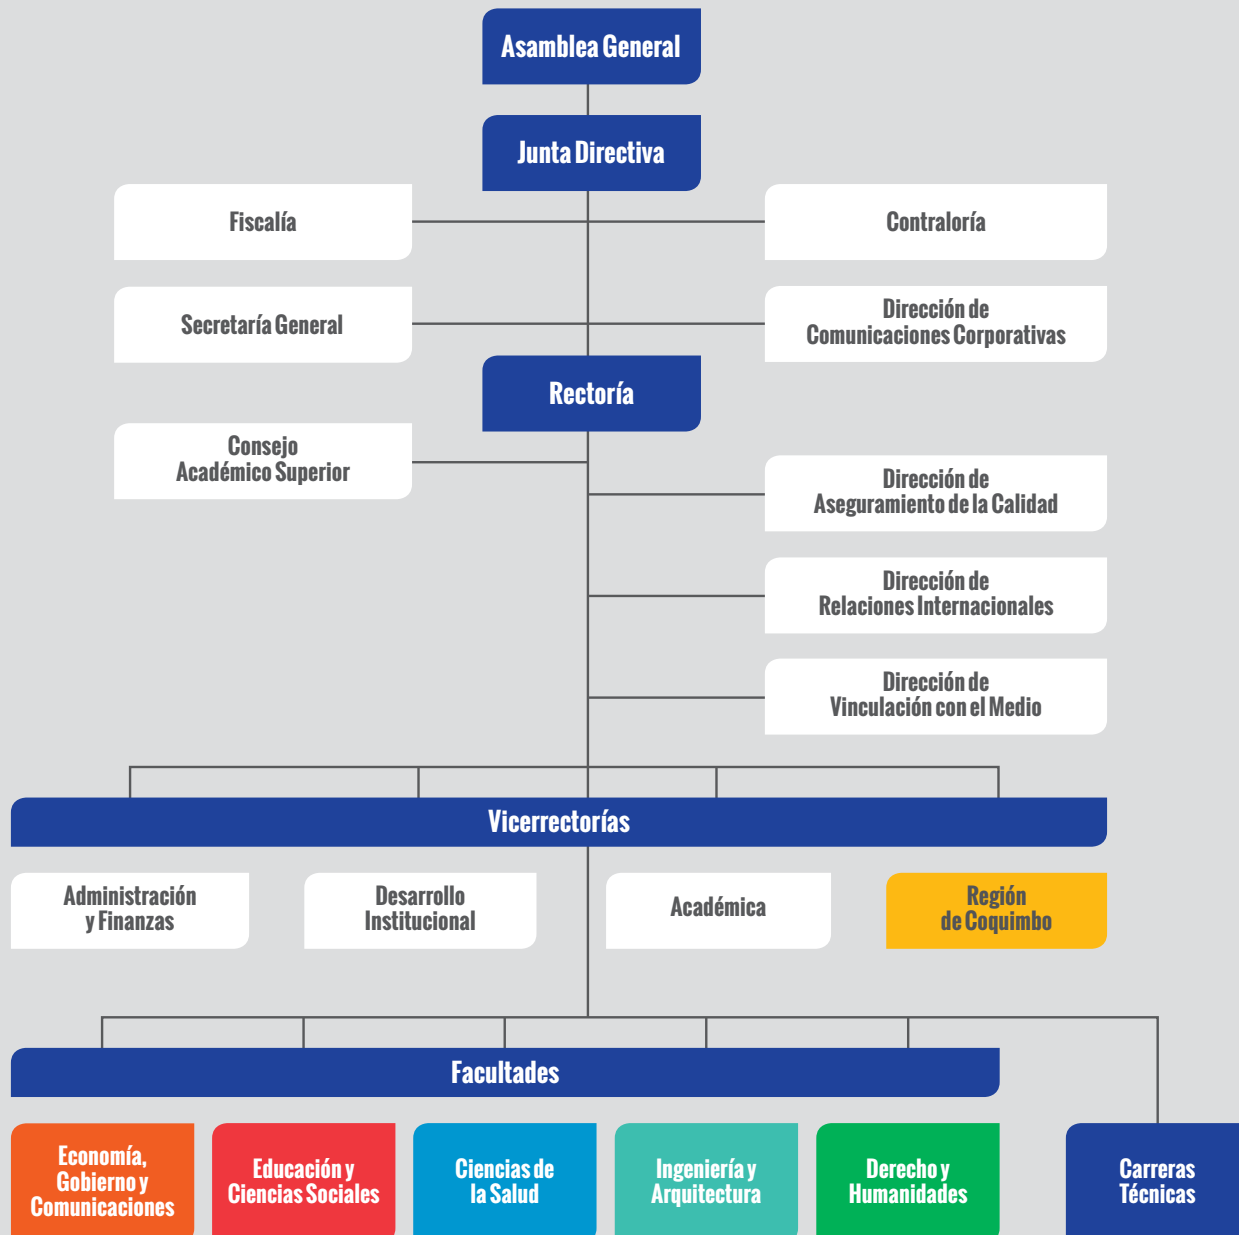 Asamblea General
Junta Directiva
Fiscalía
Contraloría
Secretaría General
Dirección de
Comunicaciones Corporativas
Rectoría
Consejo
Académico Superior
Dirección de
Aseguramiento de la Calidad
Dirección de
Relaciones Internacionales
Dirección de
Vinculación con el Medio
Vicerrectorías
Administración
y Finanzas
Desarrollo
Institucional
Académica
Región
de Coquimbo
Facultades
Economía,
Gobierno y
Comunicaciones
Educación y
Ciencias Sociales
Ciencias de
la Salud
Ingeniería y
Arquitectura
Derecho y
Humanidades
Carreras
Técnicas